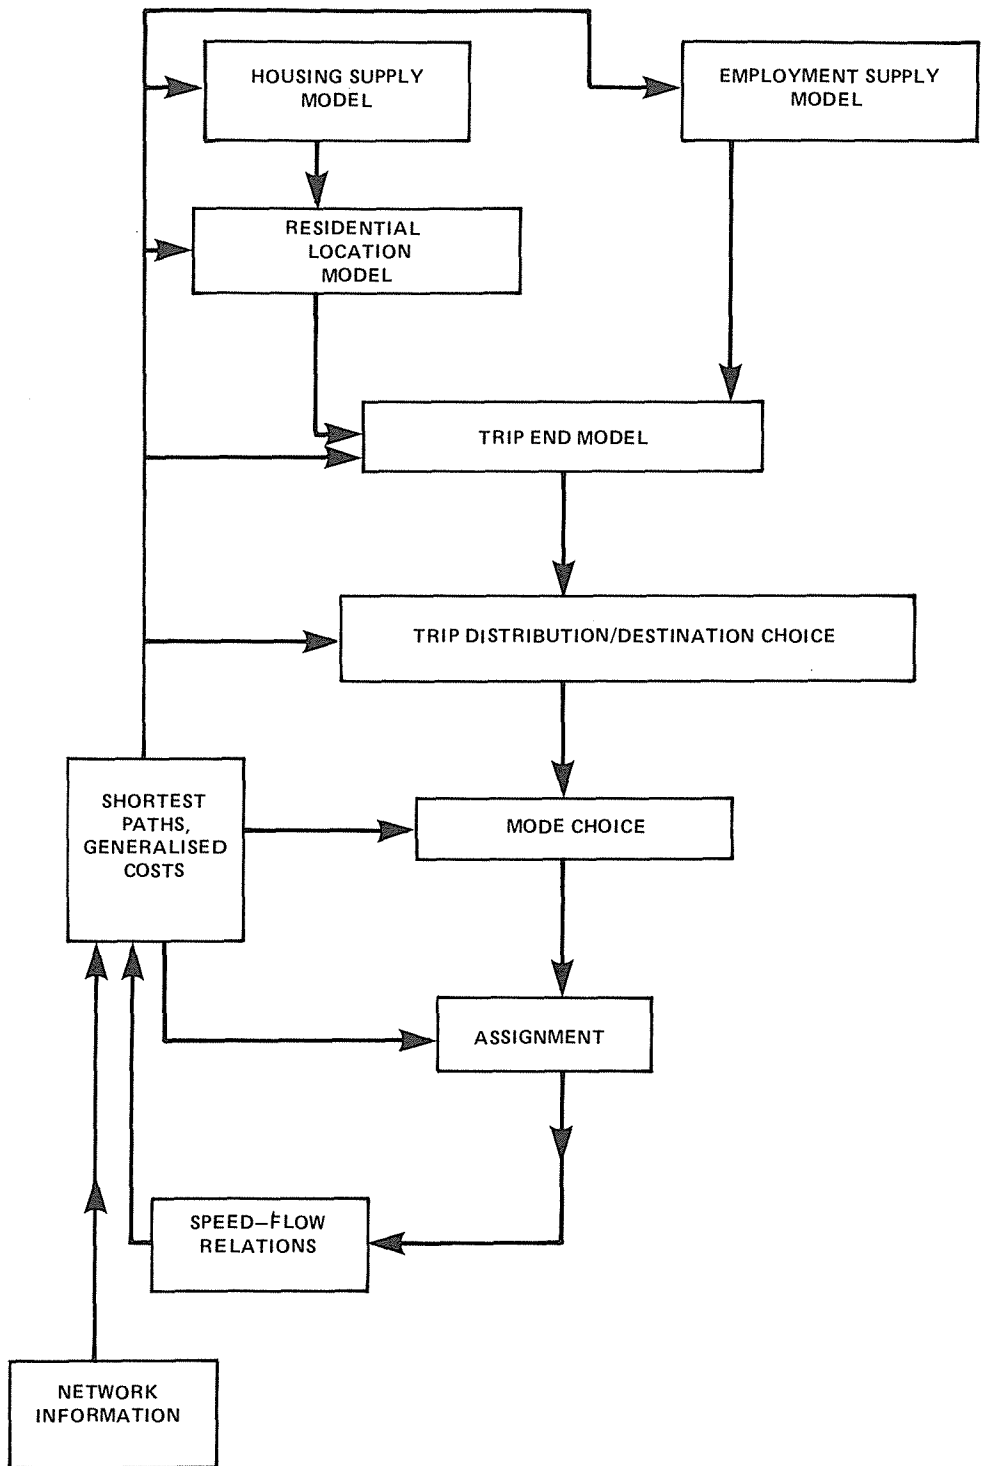 HOUSING SUPPLY
MODEL
EMPLOYMENT SUPPLY
MODEL
RESIDENTIAL
LOCATION
MODEL
TRIP END MODEL
TRIP DISTRIBUTION/DESTINATION CHOICE
SHORTEST
PATHS,
GENERALISED
COSTS
MODE CHOICE
ASSIGNMENT
SPEED–FLOW
RELATIONS
NETWORK
INFORMATION